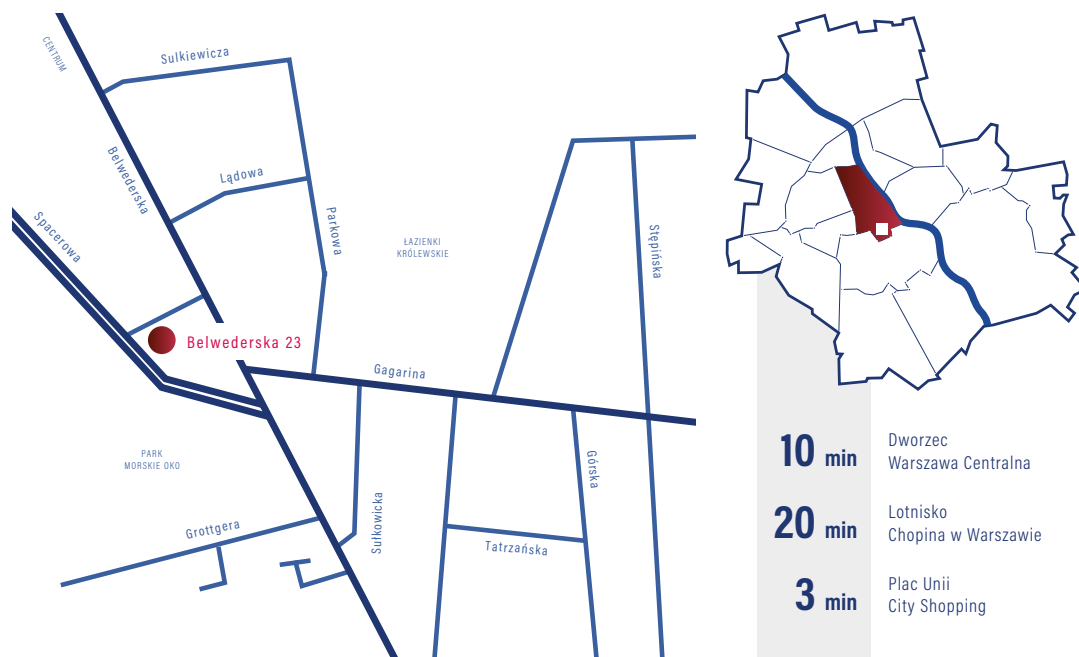 CENTRUM
Sulkiewicza
Belwederska
Lądowa
Spacerowa
Parkowa
ŁAZIENKI
KRÓLEWSKIE
Stępińska
Belwederska 23
Gagarina
PARK
MORSKIE OKO
Grottgera
Sułkowicka
Górska
Tatrzańska
10 min
Dworzec
Warszawa Centralna
20 min
Lotnisko
Chopina w Warszawie
3 min
Plac Unii
City Shopping